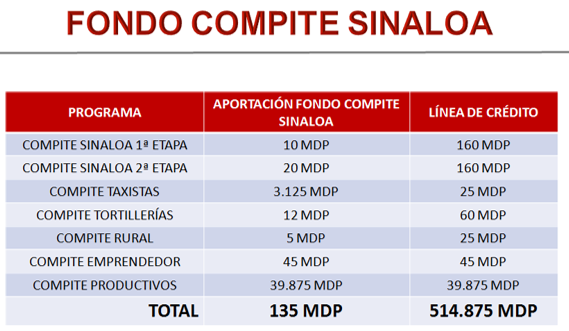 FONDO COMPITE SINALOA
PROGRAMA APORTACIÓN FONDO COMPITE SINALOA LÍNEA DE CRÉDITO
COMPITE SINALOA 1ª ETAPA 10 MDP 160 MDP
COMPITE SINALOA 2ª ETAPA 20 MDP 160 MDP
COMPITE TAXISTAS 3.125 MDP 25 MDP
COMPITE TORTILLERÍAS 12 MDP 60 MDP
COMPITE RURAL 5 MDP 25 MDP
COMPITE EMPRENDEDOR 45 MDP 45 MDP
COMPITE PRODUCTIVOS 39.875 MDP 39.875 MDP
TOTAL 135 MDP 514.875 MDP